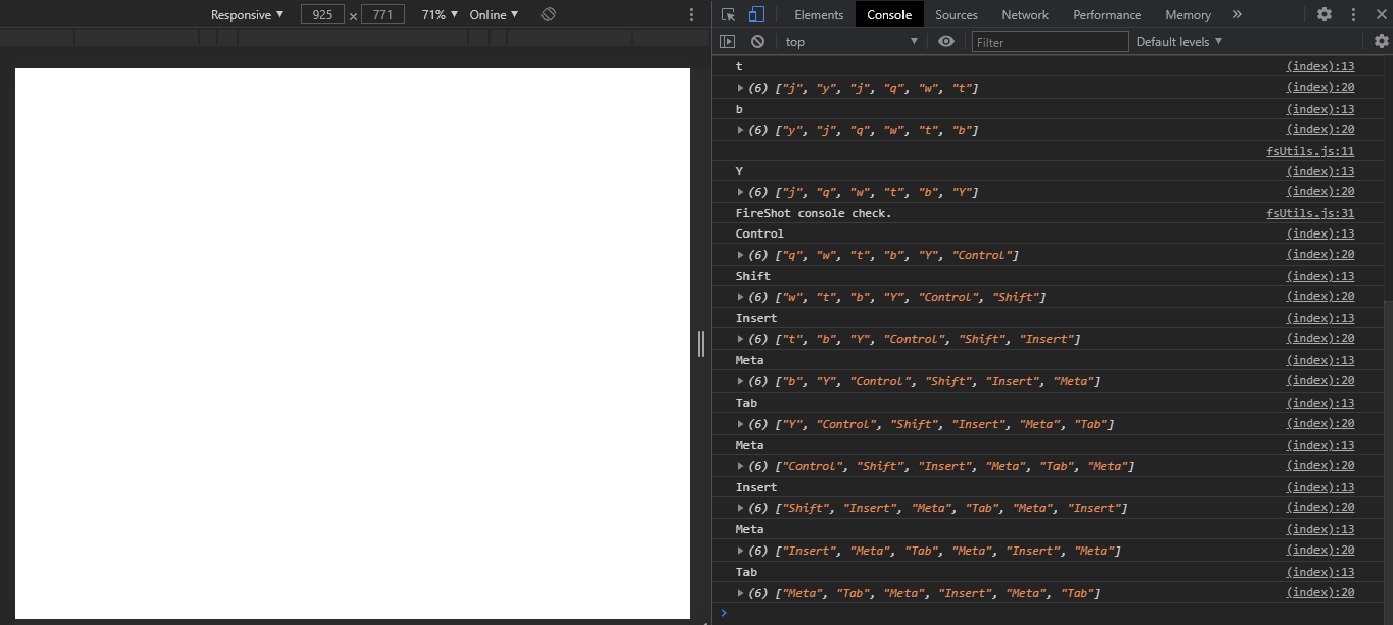 Responsive ▼ 925 × 771 71% ▼ Online ▼
Elements Console Sources Network Performance Memory »
top ▼ Filter Default levels ▼
t (index):13
(6) ["j", "y", "j", "q", "w", "t"] (index):20
b (index):13
(6) ["y", "j", "q", "w", "t", "b"] (index):20
fsUtils.js:11
Y (index):13
(6) ["j", "q", "w", "t", "b", "Y"] (index):20
FireShot console check. fsUtils.js:31
Control (index):13
(6) ["q", "w", "t", "b", "Y", "Control"] (index):20
Shift (index):13
(6) ["w", "t", "b", "Y", "Control", "Shift"] (index):20
Insert (index):13
(6) ["t", "b", "Y", "Control", "Shift", "Insert"] (index):20
Meta (index):13
(6) ["b", "Y", "Control", "Shift", "Insert", "Meta"] (index):20
Tab (index):13
(6) ["Y", "Control", "Shift", "Insert", "Meta", "Tab"] (index):20
Meta (index):13
(6) ["Control", "Shift", "Insert", "Meta", "Tab", "Meta"] (index):20
Insert (index):13
(6) ["Shift", "Insert", "Meta", "Tab", "Meta", "Insert"] (index):20
Meta (index):13
(6) ["Insert", "Meta", "Tab", "Meta", "Insert", "Meta"] (index):20
Tab (index):13
(6) ["Meta", "Tab", "Meta", "Insert", "Meta", "Tab"] (index):20